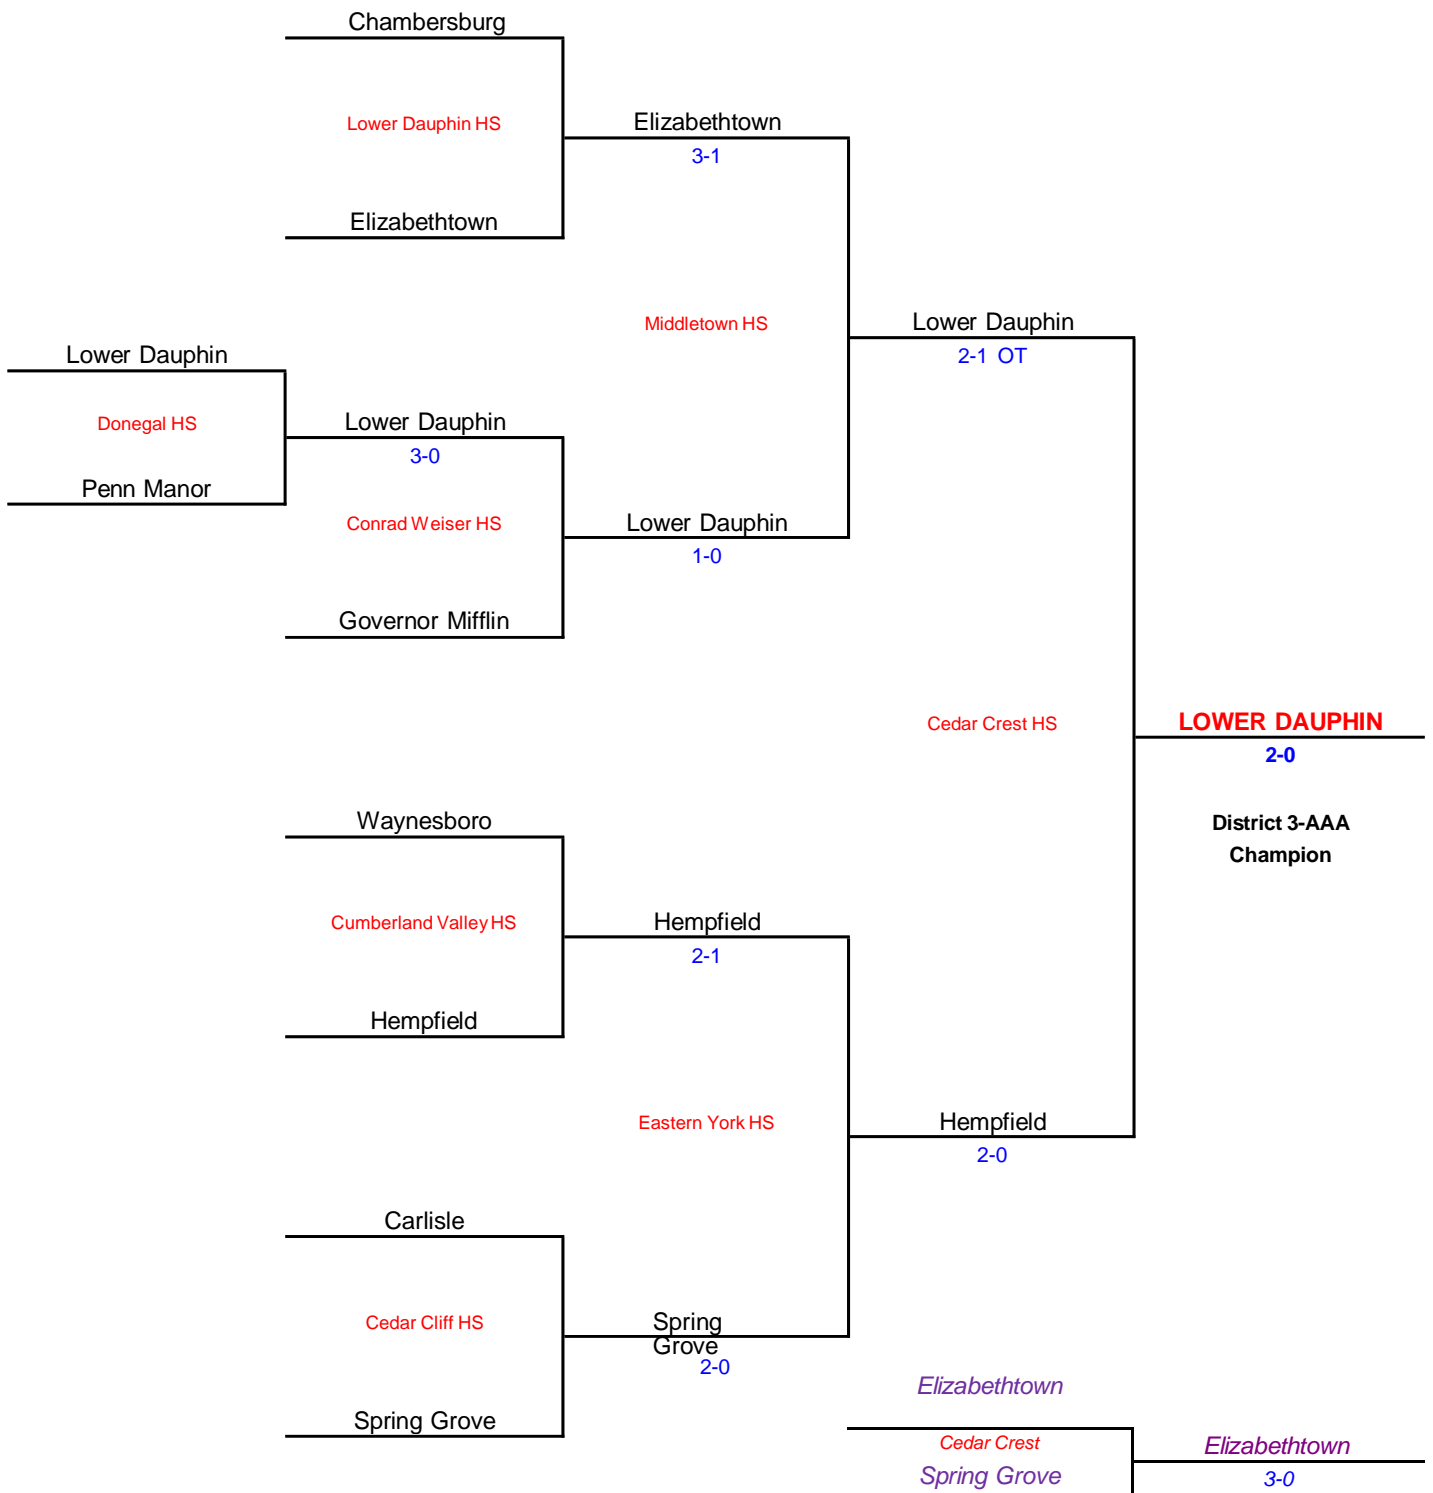 Chambersburg
Lower Dauphin HS
Elizabethtown
3-1
Elizabethtown
Middletown HS
Lower Dauphin
2-1 OT
Lower Dauphin
Donegal HS
Lower Dauphin
3-0
Penn Manor
Conrad Weiser HS
Lower Dauphin
1-0
Governor Mifflin
Cedar Crest HS
LOWER DAUPHIN
2-0
District 3-AAA
Champion
Waynesboro
Cumberland Valley HS
Hempfield
2-1
Hempfield
Eastern York HS
Hempfield
2-0
Carlisle
Cedar Cliff HS
Spring
Grove
2-0
Spring Grove
Elizabethtown
Cedar Crest
Spring Grove
Elizabethtown
3-0